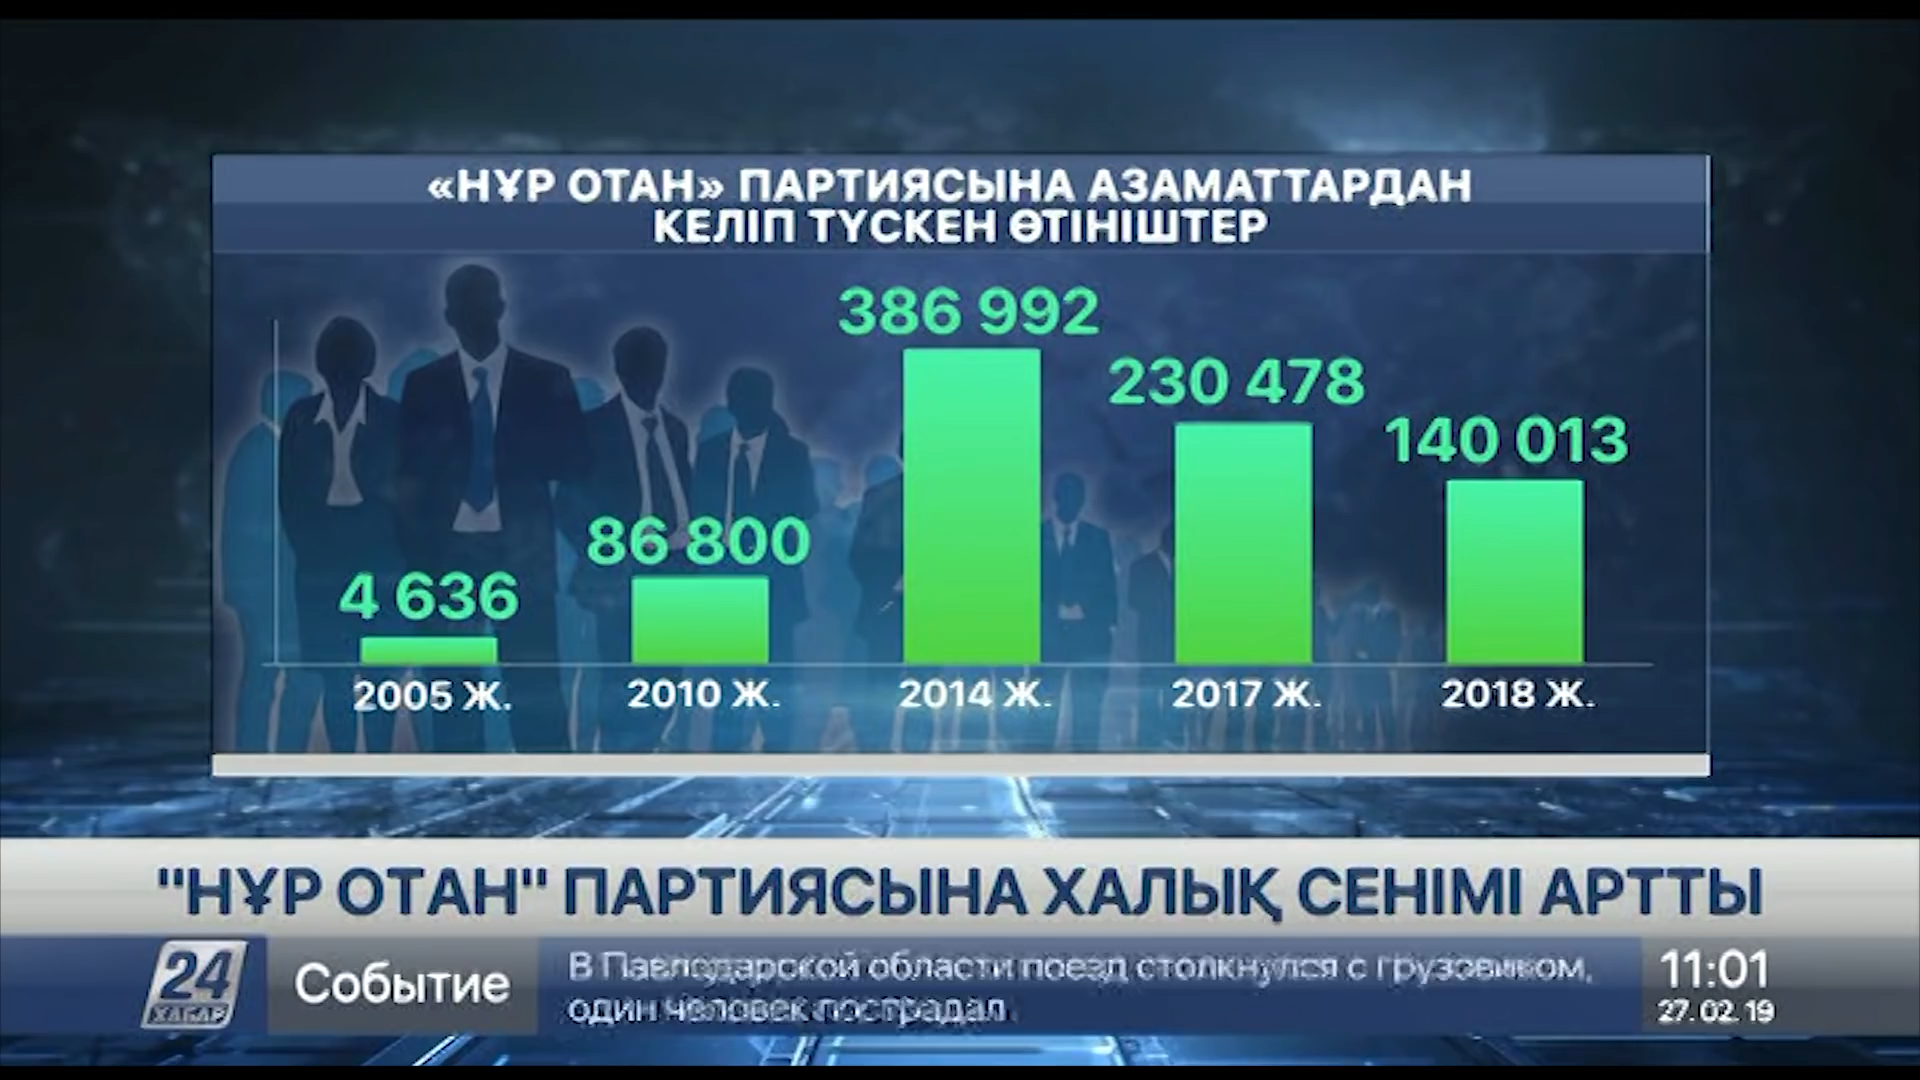 «НҰР ОТАН» ПАРТИЯСЫНА АЗАМАТТАРДАН
КЕЛІП ТҮСКЕН ӨТІНІШТЕР
386 992
230 478
140 013
86 800
4 636
2005 Ж.
2010 Ж.
2014 Ж.
2017 Ж.
2018 Ж.
"НҰР ОТАН" ПАРТИЯСЫНА ХАЛЫҚ СЕНІМІ АРТТЫ
24
ХАБАР
Событие
В Павлодарской области поезд столкнулся с грузовиком,
один человек пострадал
11:01
27.02.19